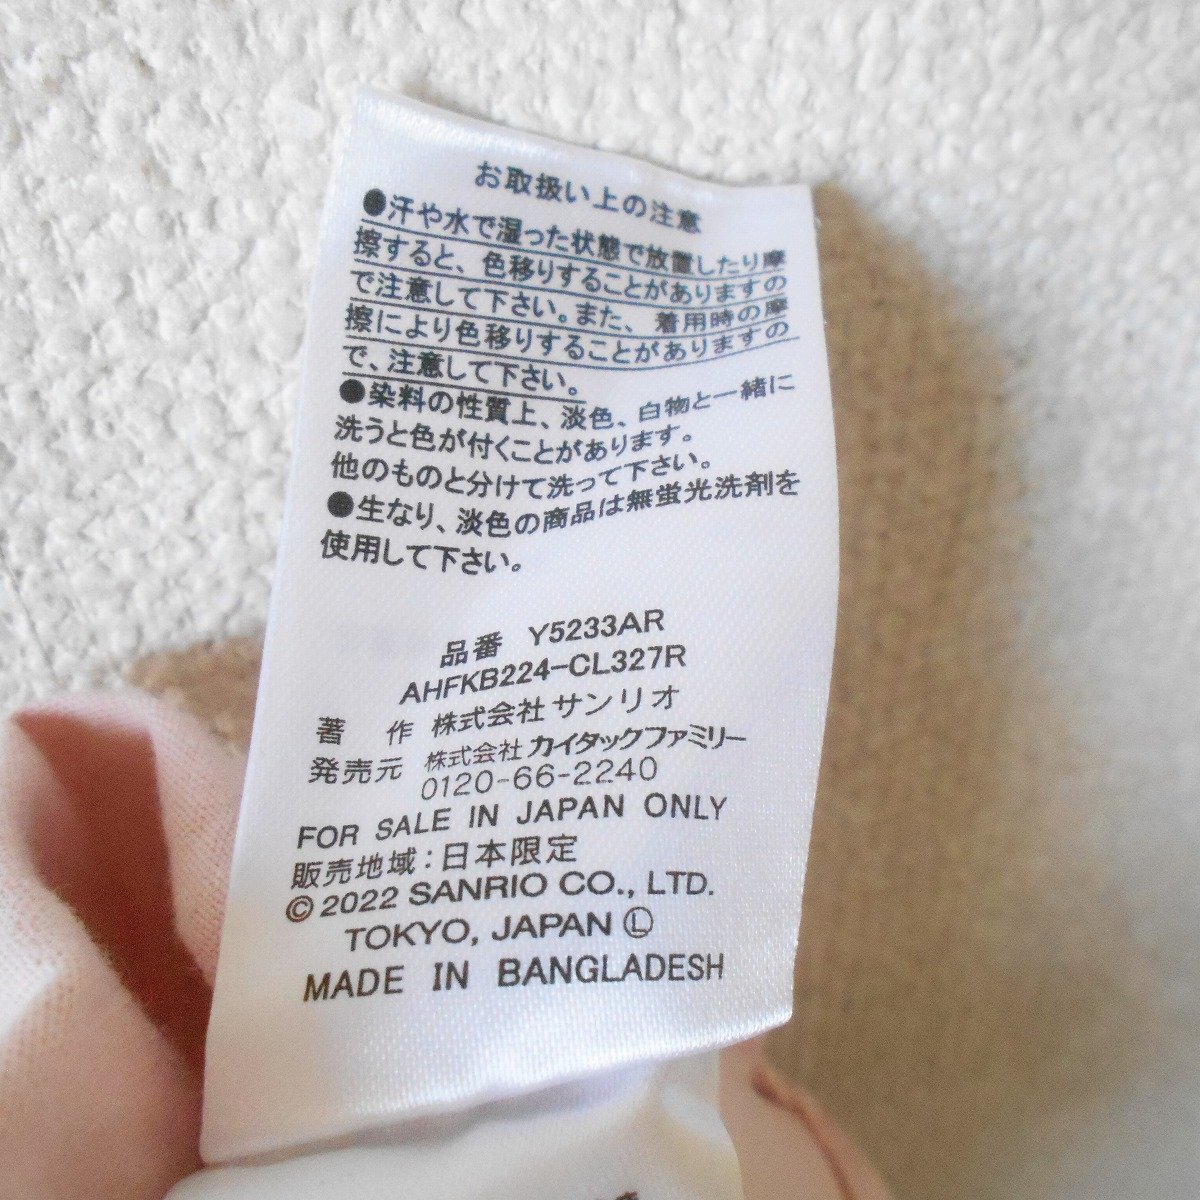 お取扱い上の注意
●汗や水で湿った状態で放置したり摩
擦すると、色移りすることがありますの
で注意して下さい。また、着用時の摩
擦により色移りすることがありますの
で、注意して下さい。
●染料の性質上、淡色、白物と一緒に
洗うと色が付くことがあります。
他のものと分けて洗って下さい。
●生なり、淡色の商品は無蛍光洗剤を
使用して下さい。
品番 Y5233AR
AHFKB224-CL327R
著 作 株式会社サンリオ
発売元 株式会社カイタックファミリー
0120-66-2240
FOR SALE IN JAPAN ONLY
販売地域:日本限定
©2022 SANRIO CO., LTD.
TOKYO, JAPAN Ⓛ
MADE IN BANGLADESH